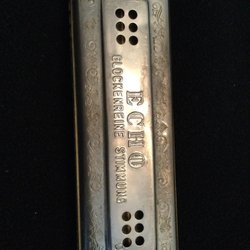 ECHO
GLOCKENREINE STIMMUNG